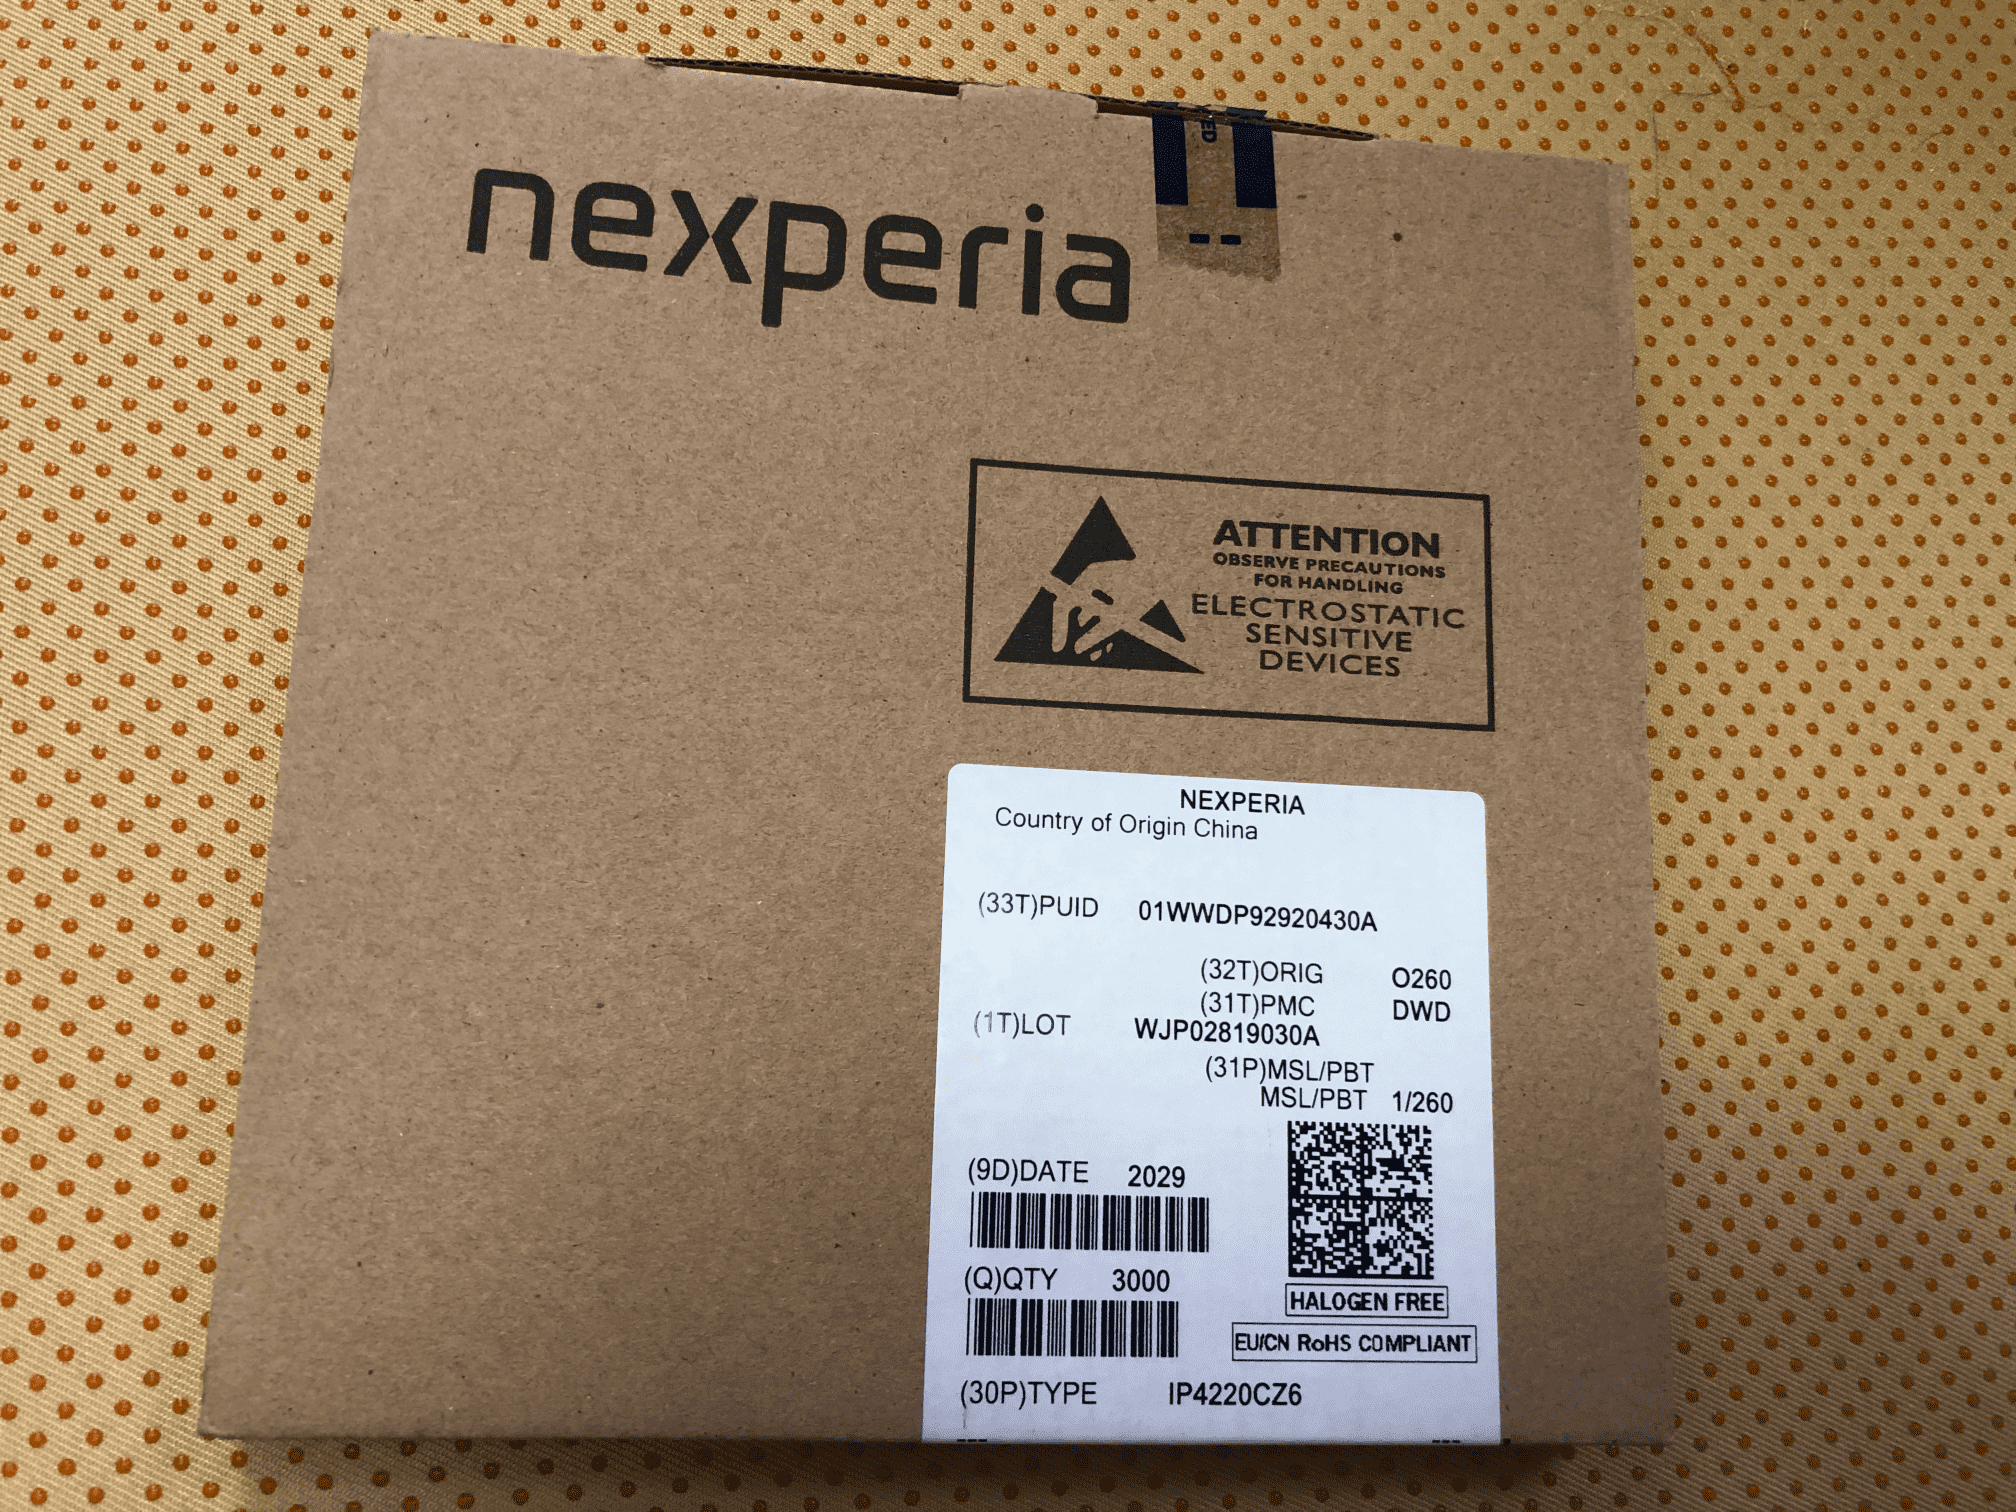 nexperia
ED
ATTENTION
OBSERVE PRECAUTIONS
FOR HANDLING
ELECTROSTATIC
SENSITIVE
DEVICES
NEXPERIA
Country of Origin China
(33T)PUID 01WWDP92920430A
(32T)ORIG O260
(31T)PMC DWD
(1T)LOT WJP02819030A
(31P)MSL/PBT
MSL/PBT 1/260
(9D)DATE 2029
(Q)QTY 3000
HALOGEN FREE
EU/CN RoHS COMPLIANT
(30P)TYPE IP4220CZ6